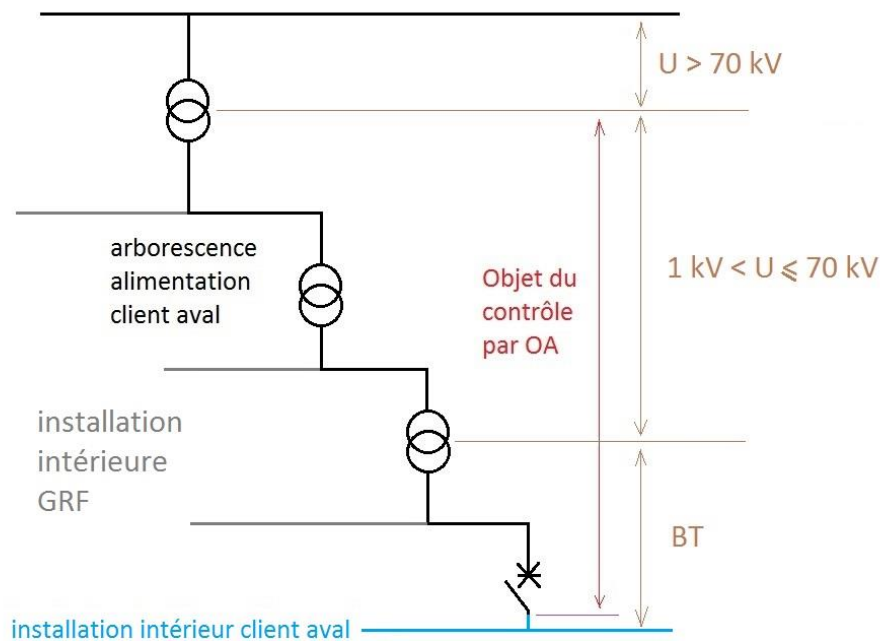 U > 70 kV
arborescence
alimentation
client aval
Objet du
contrôle
par OA
1 kV < U ⩽ 70 kV
installation
intérieure
GRF
BT
installation intérieur client aval